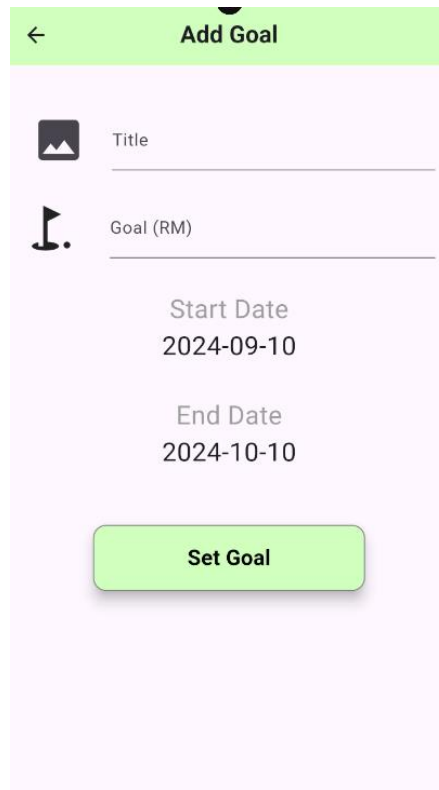 Add Goal
Title
Goal (RM)
Start Date
2024-09-10
End Date
2024-10-10
Set Goal